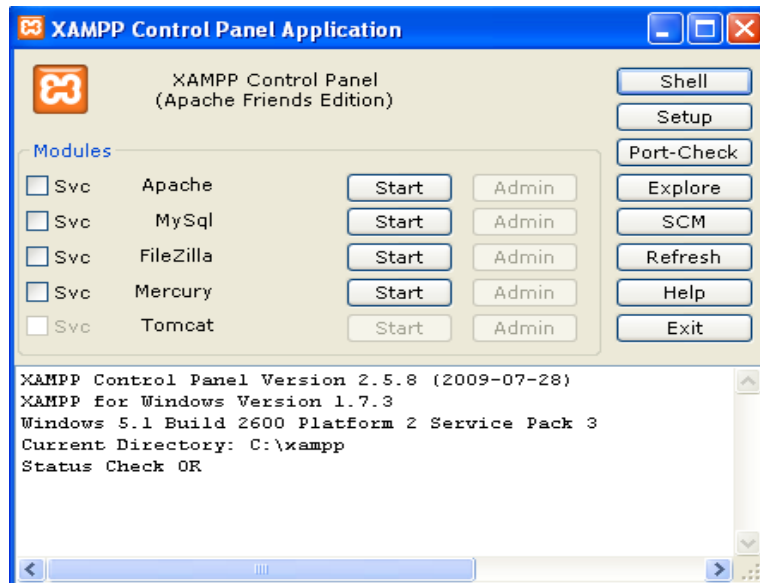 XAMPP Control Panel Application
XAMPP Control Panel
(Apache Friends Edition)
Shell
Setup
Port-Check
Explore
SCM
Refresh
Help
Exit
Modules
Svc Apache Start Admin
Svc MySql Start Admin
Svc FileZilla Start Admin
Svc Mercury Start Admin
Svc Tomcat Start Admin
XAMPP Control Panel Version 2.5.8 (2009-07-28)
XAMPP for Windows Version 1.7.3
Windows 5.1 Build 2600 Platform 2 Service Pack 3
Current Directory: C:\xampp
Status Check OK